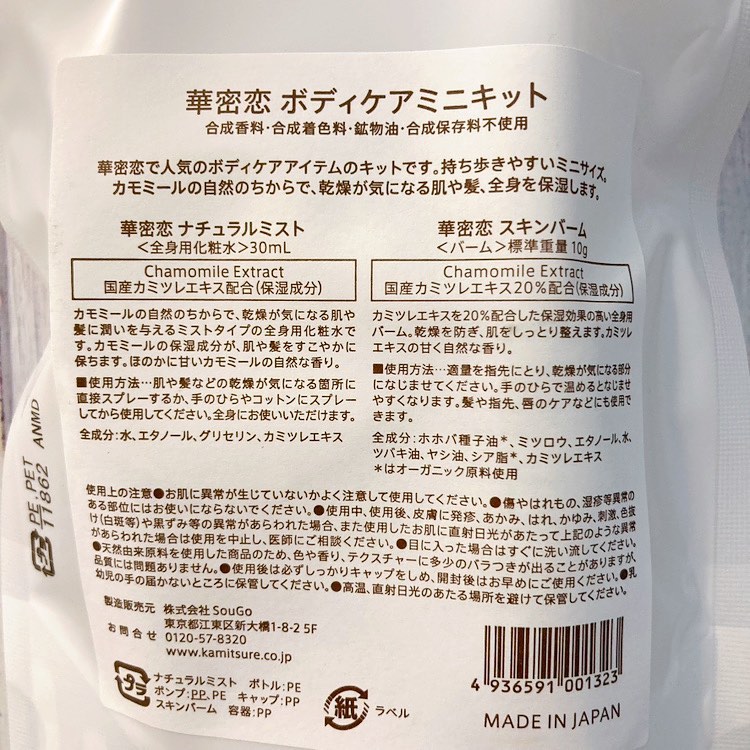 華密恋 ボディケアミニキット
合成香料・合成着色料・鉱物油・合成保存料不使用
華密恋で人気のボディケアアイテムのキットです。持ち歩きやすいミニサイズ。
カモミールの自然のちからで、乾燥が気になる肌や髪、全身を保湿します。
華密恋 ナチュラルミスト
＜全身用化粧水＞30mL
Chamomile Extract
国産カミツレエキス配合(保湿成分)
カモミールの自然のちからで、乾燥が気になる肌や
髪に潤いを与えるミストタイプの全身用化粧水で
す。カモミールの保湿成分が、肌や髪をすこやかに
保ちます。ほのかに甘いカモミールの自然な香り。
■使用方法…肌や髪などの乾燥が気になる箇所に
直接スプレーするか、手のひらやコットンにスプレー
してから使用してください。全身にお使いいただけます。
全成分:水、エタノール、グリセリン、カミツレエキス
華密恋 スキンバーム
＜バーム＞標準重量10g
Chamomile Extract
国産カミツレエキス20%配合(保湿成分)
カミツレエキスを20%配合した保湿効果の高い全身用
バーム。乾燥を防ぎ、肌をしっとり整えます。カミツレ
エキスの甘く自然な香り。
■使用方法…適量を指先にとり、乾燥が気になる部分
になじませてください。手のひらで温めるとなじませ
やすくなります。髪や指先、唇のケアなどにも使用で
きます。
全成分:ホホバ種子油＊、ミツロウ、エタノール、水、
ツバキ油、ヤシ油、シア脂＊、カミツレエキス
＊はオーガニック原料使用
使用上の注意●お肌に異常が生じていないかよく注意して使用してください。●傷やはれもの、湿疹等異常の
ある部位にはお使いにならないでください。●使用中、使用後、皮膚に発疹、あかみ、はれ、かゆみ、刺激、色抜
け(白斑等)や黒ずみ等の異常があらわれた場合、また使用したお肌に直射日光があたって上記のような異常
があらわれた場合は使用を中止し、医師にご相談ください。●目に入った場合はすぐに洗い流してください。
●天然由来原料を使用した商品のため、色や香り、テクスチャーに多少のバラつきが出ることがありますが、
品質には問題ありません。●使用後は必ずしっかりキャップをしめ、開封後はお早めにご使用ください。●乳
幼児の手の届かないところに保管してください。●高温、直射日光のあたる場所を避けて保管してください。
製造販売元 株式会社 SouGo
東京都江東区新大橋1-8-2 5F
お問合せ 0120-57-8320
www.kamitsure.co.jp
プラ
ナチュラルミスト ボトル:PE
ポンプ:PP、PE キャップ:PP
スキンバーム 容器:PP
紙
ラベル
4 936591 001323
MADE IN JAPAN
プラ
PE , PET
T11862 ANMD